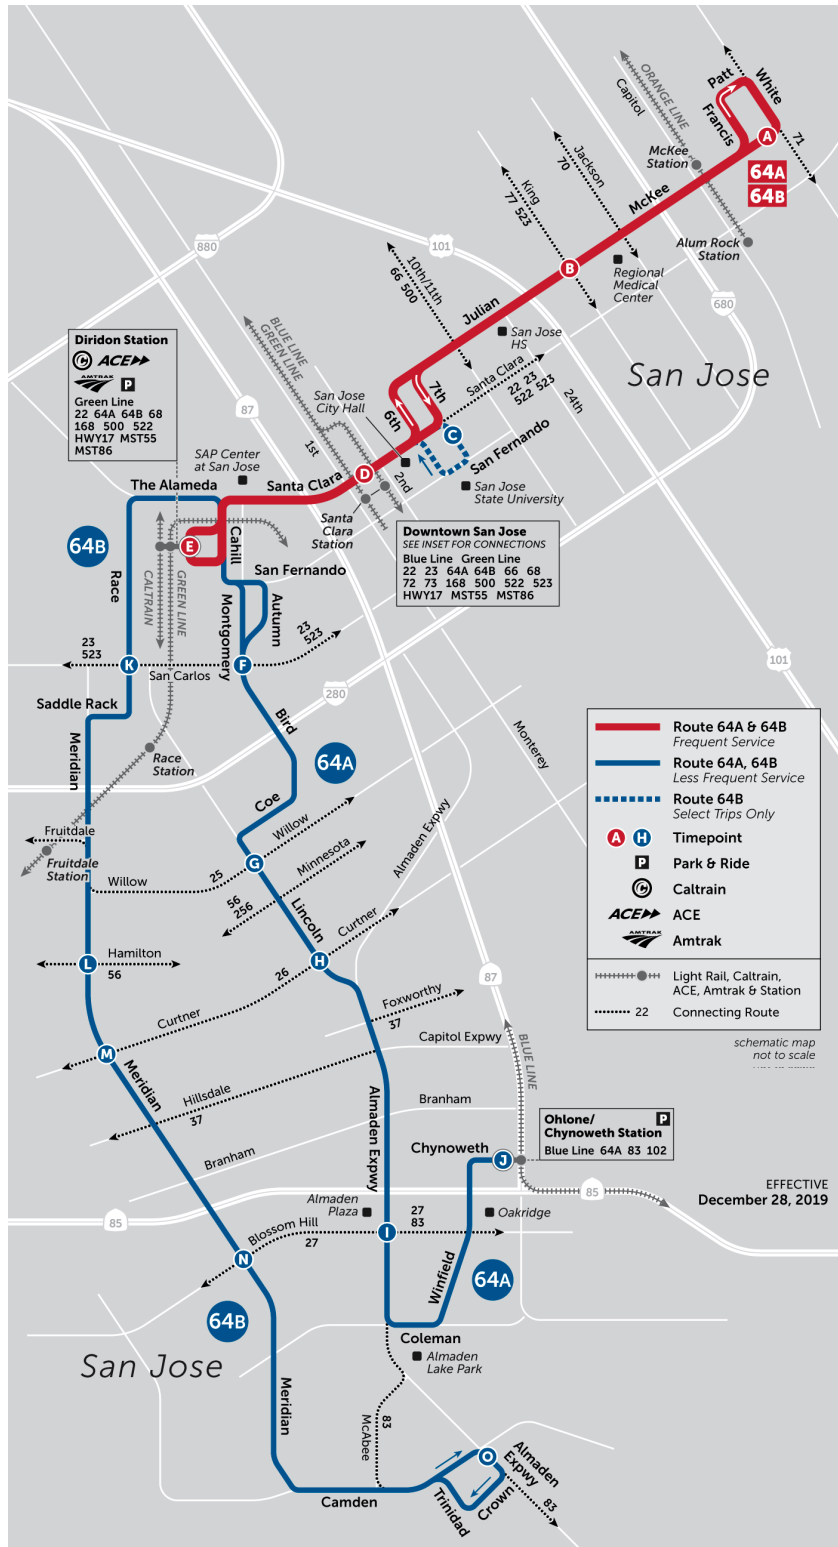 Patt
White
Francis
A
71
ORANGE LINE
Capitol
McKee
Station
64A
64B
McKee
Alum Rock
Station
Jackson
70
King
77 523
B
Regional
Medical
Center
880
101
680
10th/11th
66 500
Julian
San Jose
HS
San Jose
BLUE LINE
GREEN LINE
Diridon Station
C ACE
AMTRAK P
Green Line
22 64A 64B 68
168 500 522
HWY17 MST55
MST86
87
San Jose
City Hall
7th
6th
Santa Clara
22 23
522 523
24th
1st
2nd
C
San Fernando
SAP Center
at San Jose
D
Santa Clara
San Jose
State University
Santa
Clara
Station
The Alameda
64B
E
Cahill
Race
CALTRAIN
GREEN LINE
San Fernando
Montgomery
Autumn
Downtown San Jose
SEE INSET FOR CONNECTIONS
Blue Line Green Line
22 23 64A 64B 66 68
72 73 168 500 522 523
HWY17 MST55 MST86
23
523
23
523
K
San Carlos
F
101
280
Saddle Rack
Meridian
Bird
Race
Station
64A
Monterey
Coe
Willow
Almaden Expwy
Fruitdale
Fruitdale
Station
G
Willow
25
Minnesota
56
256
Lincoln
Curtner
Hamilton
56
L
H
26
87
Foxworthy
37
Curtner
M
Meridian
Capitol Expwy
BLUE LINE
Hillsdale
37
Almaden Expwy
Branham
Branham
Chynoweth
J
Ohlone/
Chynoweth Station
P
Blue Line 64A 83 102
85
85
Almaden
Plaza
27
83
Oakridge
Blossom Hill
27
I
N
Winfield
64A
64B
Coleman
Almaden
Lake Park
San Jose
Meridian
83
McAbee
O
Almaden
Expwy
Camden
Trinidad
Crown
83
Route 64A & 64B
Frequent Service
Route 64A, 64B
Less Frequent Service
Route 64B
Select Trips Only
A H Timepoint
P Park & Ride
C Caltrain
ACE ACE
AMTRAK Amtrak
Light Rail, Caltrain,
ACE, Amtrak & Station
22 Connecting Route
schematic map
not to scale
EFFECTIVE
December 28, 2019